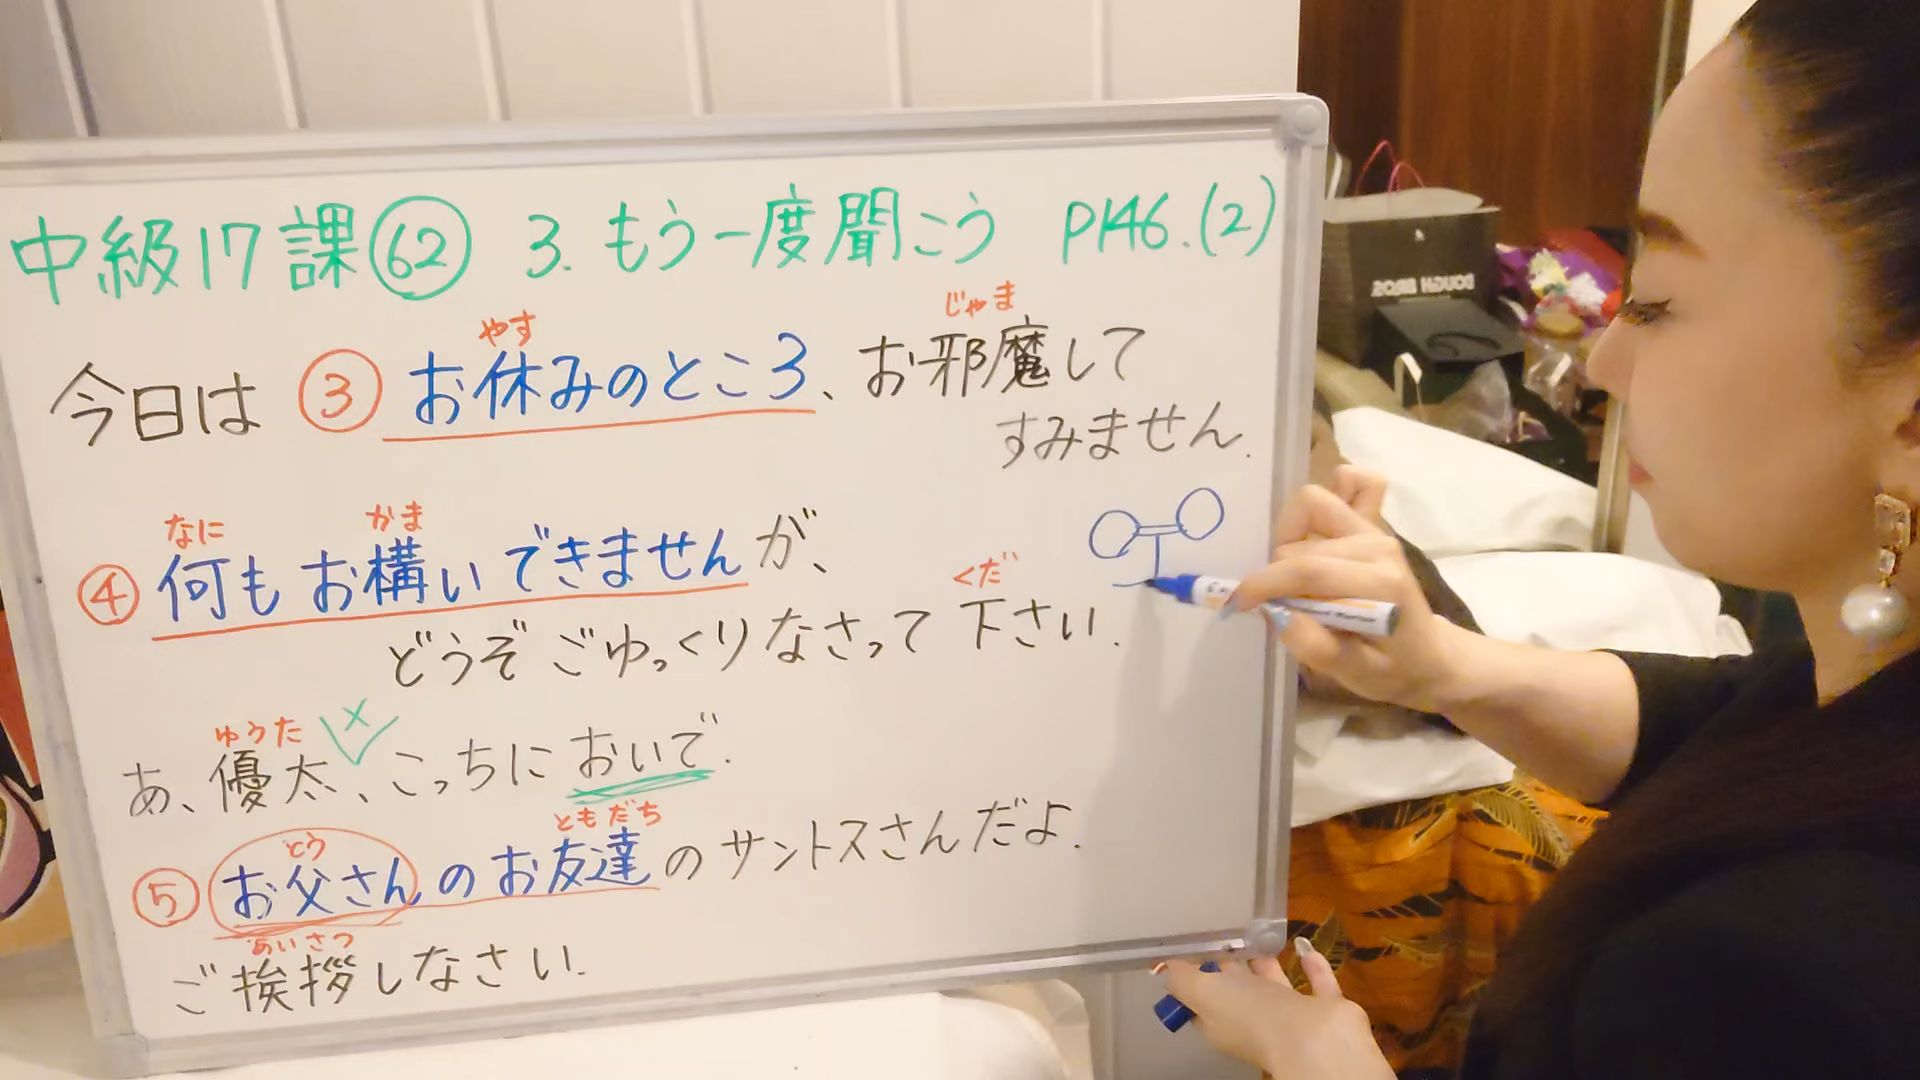 中級17課 62 3. もう一度聞こう P146.(2)
やす じゃま
今日は ③ お休みのところ、お邪魔して
すみません.
なに かま
④ 何もお構いできませんが、
くだ
どうぞごゆっくりなさって下さい.
ゆうた ×
あ、優太、こっちにおいで.
とう ともだち
⑤ お父さんのお友達のサントスさんだよ.
あいさつ
ご挨拶しなさい.